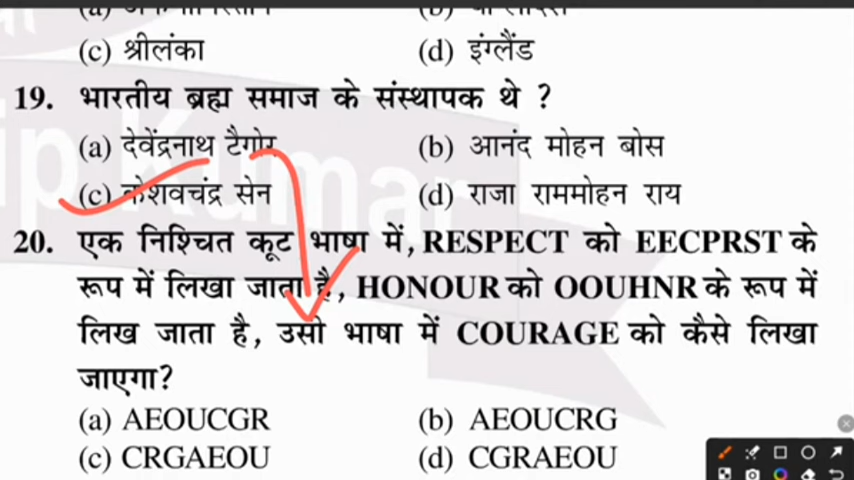 (c) श्रीलंका (d) इंग्लैंड
19. भारतीय ब्रह्म समाज के संस्थापक थे ?
(a) देवेंद्रनाथ टैगोर (b) आनंद मोहन बोस
(c) केशवचंद्र सेन (d) राजा राममोहन राय
20. एक निश्चित कूट भाषा में, RESPECT को EECPRST के
रूप में लिखा जाता है, HONOUR को OOUHNR के रूप में
लिख जाता है, उसी भाषा में COURAGE को कैसे लिखा
जाएगा?
(a) AEOUCGR (b) AEOUCRG
(c) CRGAEOU (d) CGRAEOU